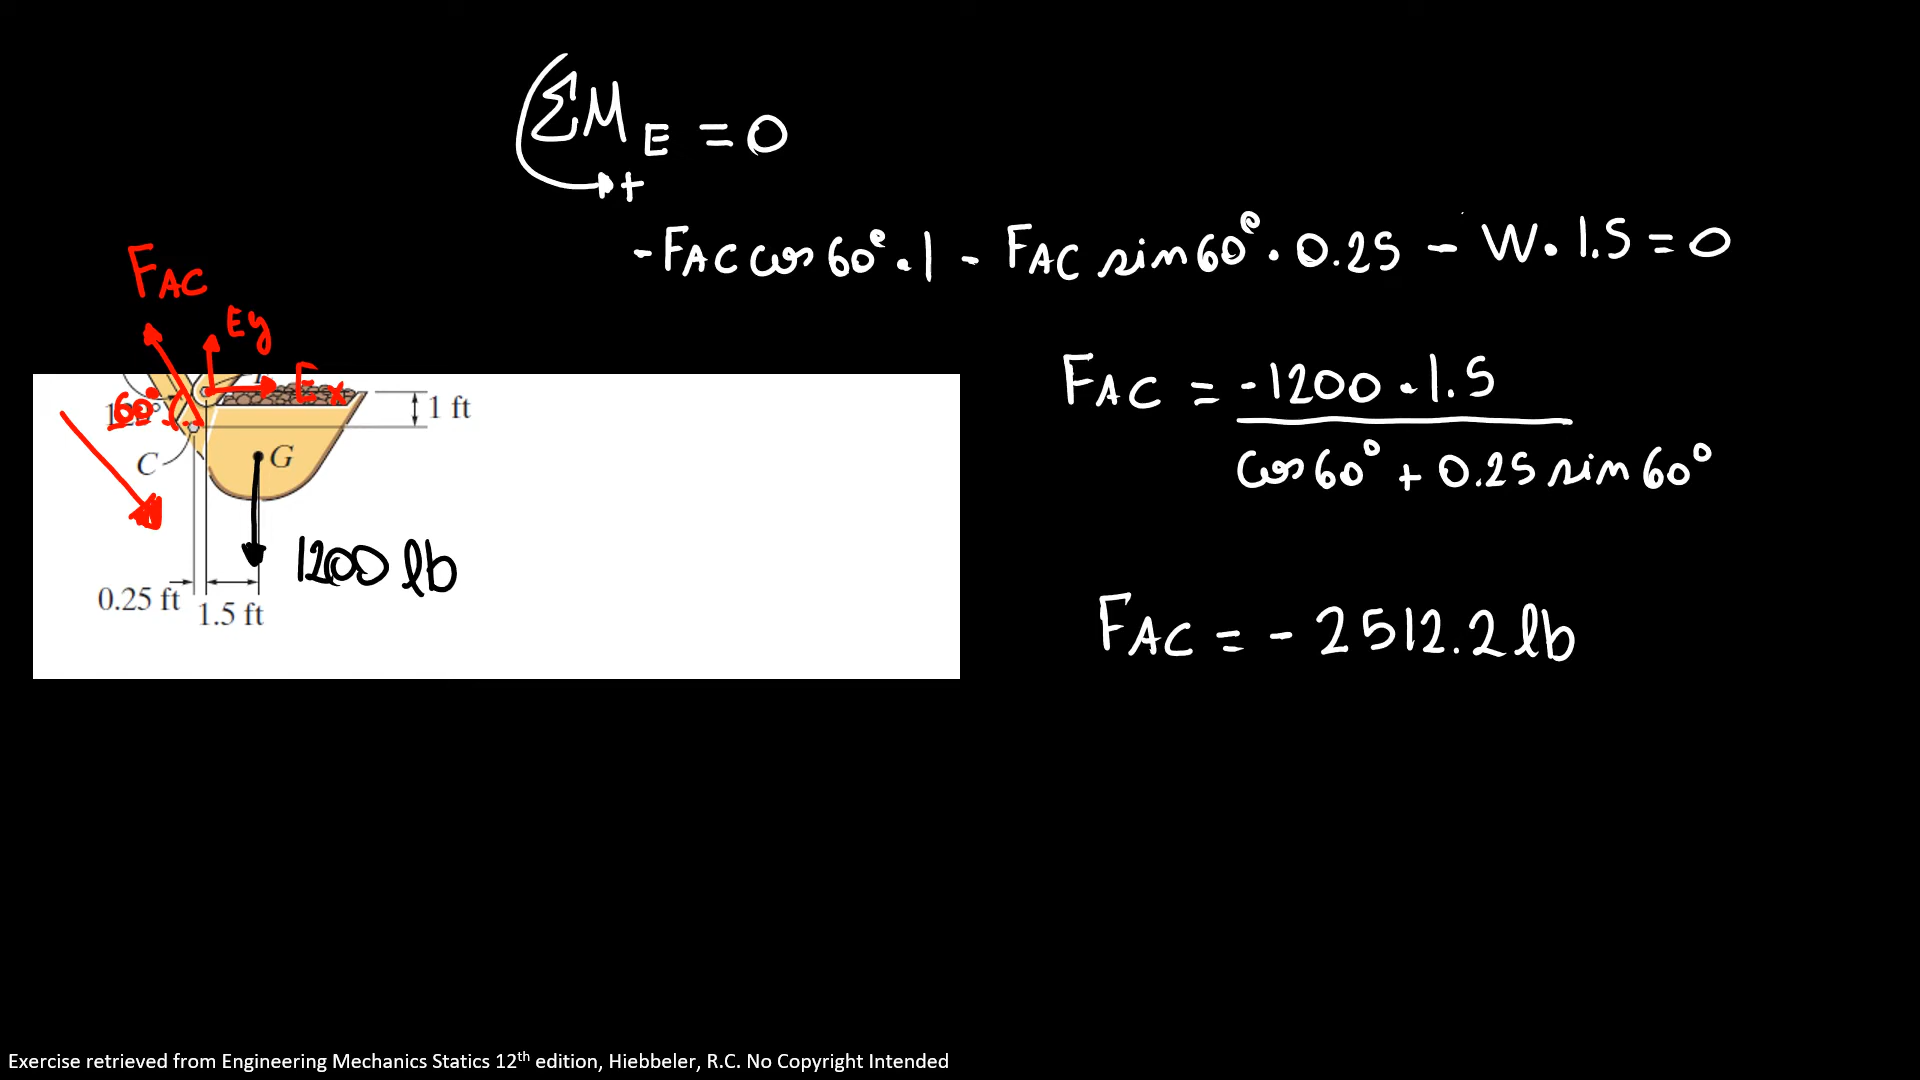 ΣM_E = 0
+
-F_AC cos 60° · 1 - F_AC sin 60° · 0.25 - W · 1.5 = 0
F_AC
Ey
Ex
60°
1 ft
C
G
1200 lb
0.25 ft
1.5 ft
F_AC = -1200 · 1.5
cos 60° + 0.25 sin 60°
F_AC = - 2512.2 lb
Exercise retrieved from Engineering Mechanics Statics 12th edition, Hiebbeler, R.C. No Copyright Intended